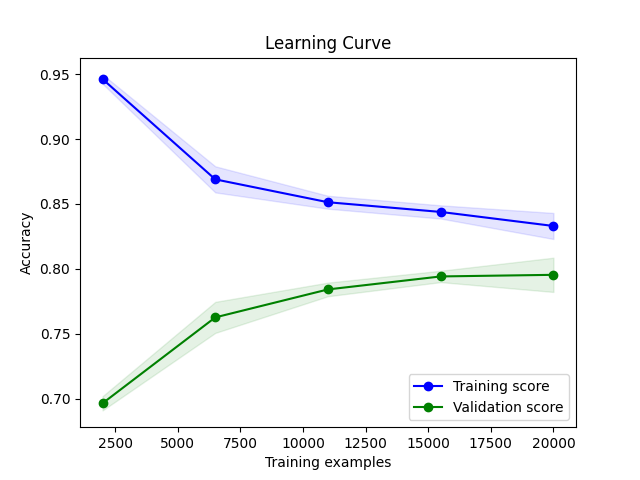 Learning Curve
0.95
0.90
0.85
0.80
0.75
0.70
Accuracy
Training score
Validation score
2500 5000 7500 10000 12500 15000 17500 20000
Training examples